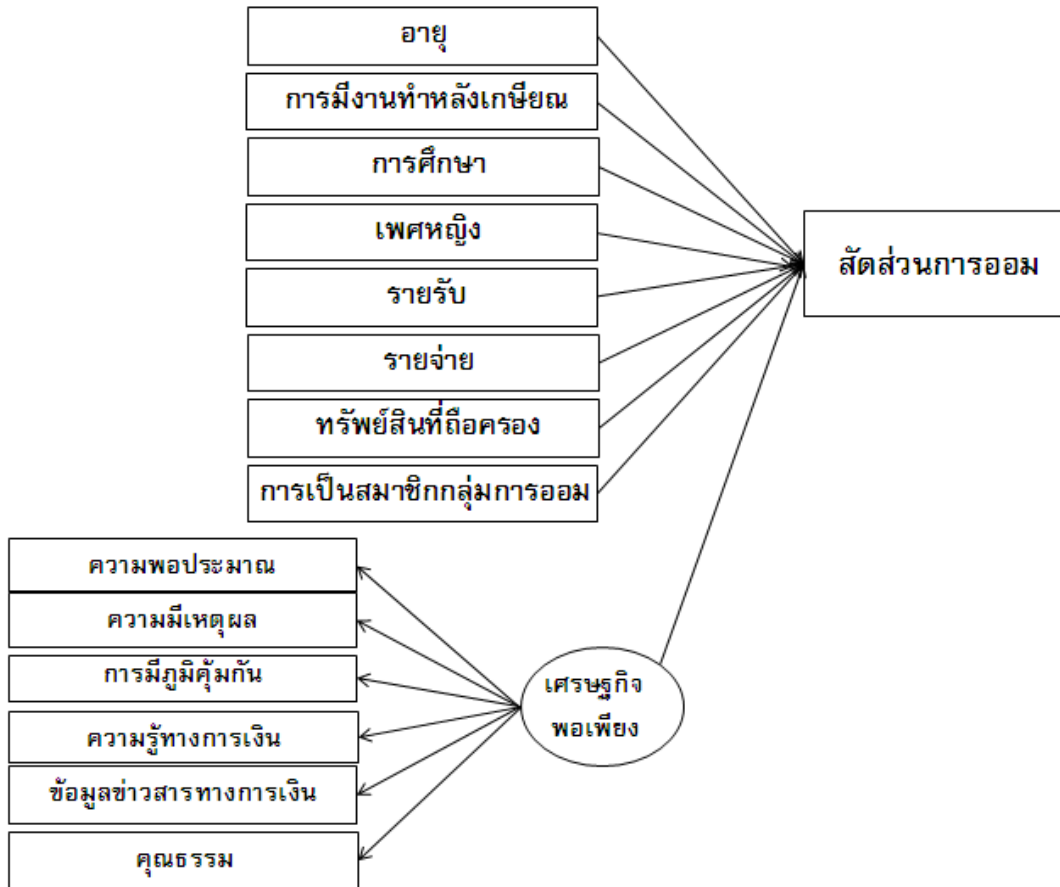 อายุ
การมีงานทำหลังเกษียณ
การศึกษา
เพศหญิง
รายรับ
รายจ่าย
ทรัพย์สินที่ถือครอง
การเป็นสมาชิกกลุ่มการออม
สัดส่วนการออม
ความพอประมาณ
ความมีเหตุผล
การมีภูมิคุ้มกัน
ความรู้ทางการเงิน
ข้อมูลข่าวสารทางการเงิน
คุณธรรม
เศรษฐกิจ
พอเพียง